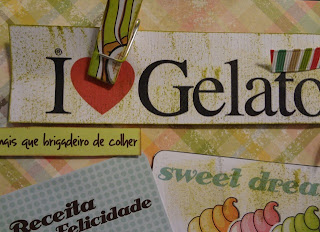 I ❤ Gelato
mais que brigadeiro de colher
sweet drea
Receita
Felicidade